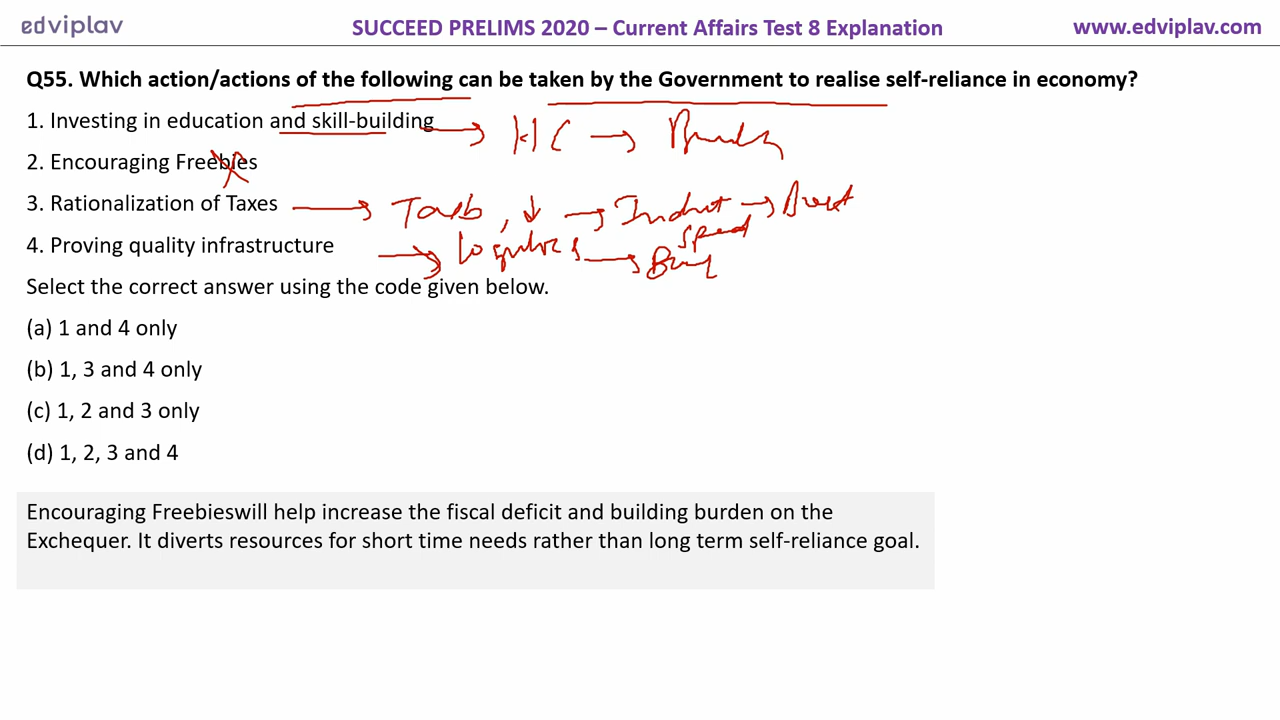 edviplav
SUCCEED PRELIMS 2020 – Current Affairs Test 8 Explanation
www.edviplav.com
Q55. Which action/actions of the following can be taken by the Government to realise self-reliance in economy?
1. Investing in education and skill-building
HC
2. Encouraging Freebies
3. Rationalization of Taxes
4. Proving quality infrastructure
Select the correct answer using the code given below.
(a) 1 and 4 only
(b) 1, 3 and 4 only
(c) 1, 2 and 3 only
(d) 1, 2, 3 and 4
Encouraging Freebieswill help increase the fiscal deficit and building burden on the
Exchequer. It diverts resources for short time needs rather than long term self-reliance goal.